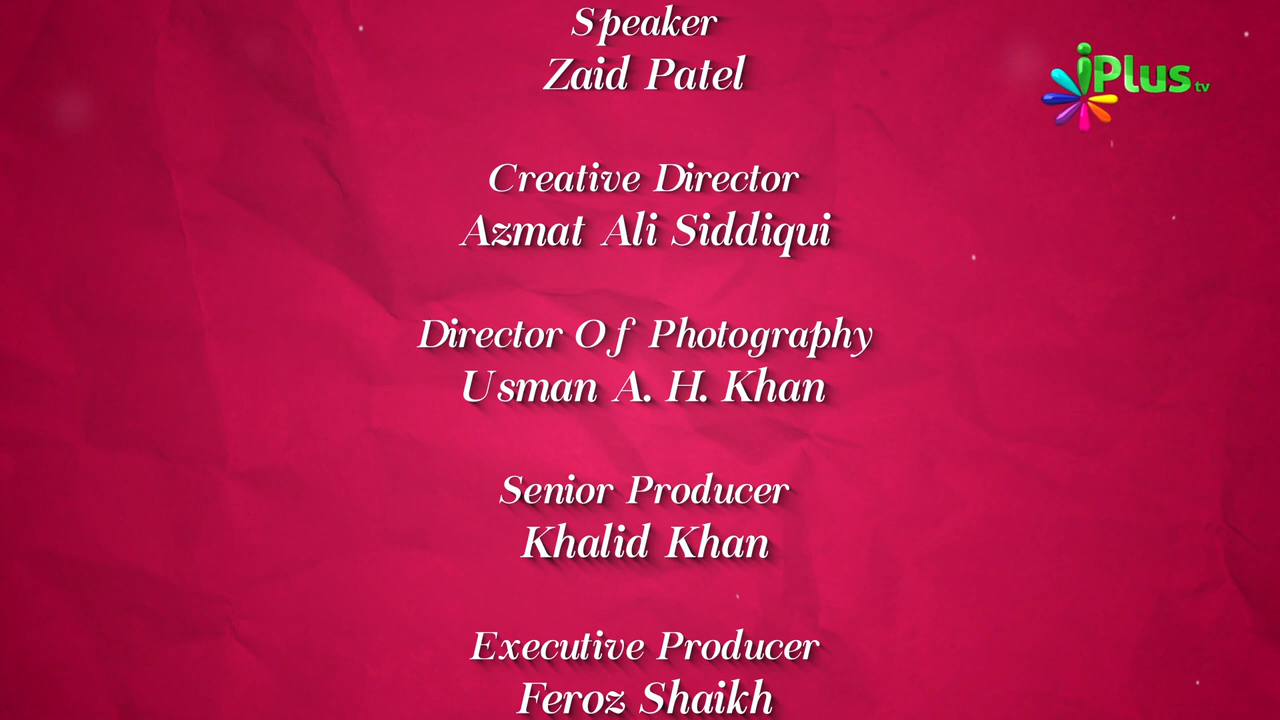 Speaker
Zaid Patel
iPlus tv
Creative Director
Azmat Ali Siddiqui
Director Of Photography
Usman A. H. Khan
Senior Producer
Khalid Khan
Executive Producer
Feroz Shaikh